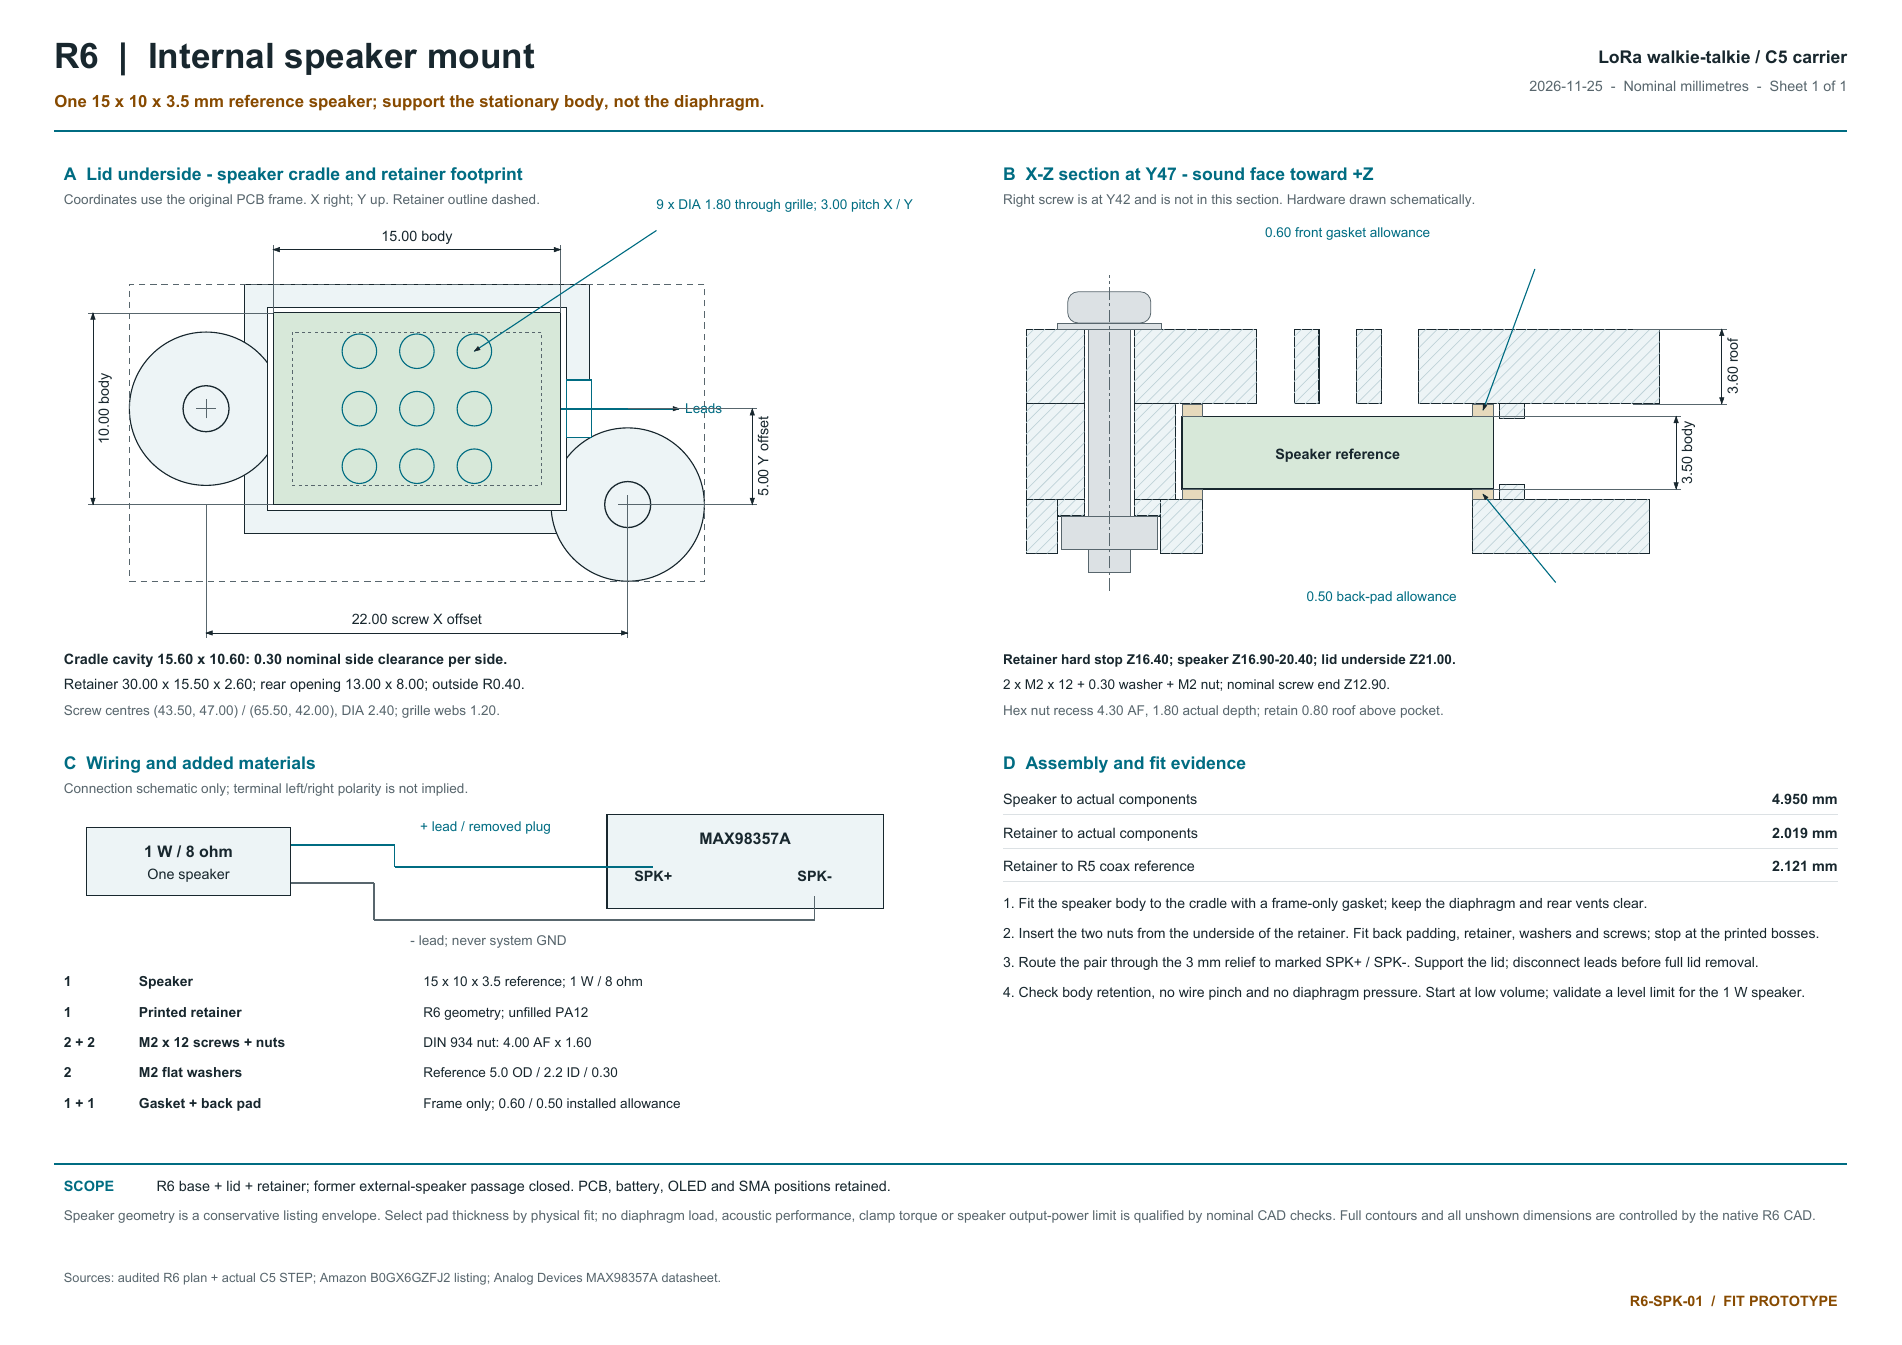 R6 | Internal speaker mount
LoRa walkie-talkie / C5 carrier
2026-11-25 - Nominal millimetres - Sheet 1 of 1
One 15 x 10 x 3.5 mm reference speaker; support the stationary body, not the diaphragm.
A Lid underside - speaker cradle and retainer footprint
Coordinates use the original PCB frame. X right; Y up. Retainer outline dashed.
9 x DIA 1.80 through grille; 3.00 pitch X / Y
15.00 body
10.00 body
Leads
5.00 Y offset
22.00 screw X offset
Cradle cavity 15.60 x 10.60: 0.30 nominal side clearance per side.
Retainer 30.00 x 15.50 x 2.60; rear opening 13.00 x 8.00; outside R0.40.
Screw centres (43.50, 47.00) / (65.50, 42.00), DIA 2.40; grille webs 1.20.
B X-Z section at Y47 - sound face toward +Z
Right screw is at Y42 and is not in this section. Hardware drawn schematically.
0.60 front gasket allowance
3.60 roof
Speaker reference
3.50 body
0.50 back-pad allowance
Retainer hard stop Z16.40; speaker Z16.90-20.40; lid underside Z21.00.
2 x M2 x 12 + 0.30 washer + M2 nut; nominal screw end Z12.90.
Hex nut recess 4.30 AF, 1.80 actual depth; retain 0.80 roof above pocket.
C Wiring and added materials
Connection schematic only; terminal left/right polarity is not implied.
+ lead / removed plug
1 W / 8 ohm
One speaker
MAX98357A
SPK+
SPK-
- lead; never system GND
1 Speaker 15 x 10 x 3.5 reference; 1 W / 8 ohm
1 Printed retainer R6 geometry; unfilled PA12
2 + 2 M2 x 12 screws + nuts DIN 934 nut: 4.00 AF x 1.60
2 M2 flat washers Reference 5.0 OD / 2.2 ID / 0.30
1 + 1 Gasket + back pad Frame only; 0.60 / 0.50 installed allowance
D Assembly and fit evidence
Speaker to actual components 4.950 mm
Retainer to actual components 2.019 mm
Retainer to R5 coax reference 2.121 mm
1. Fit the speaker body to the cradle with a frame-only gasket; keep the diaphragm and rear vents clear.
2. Insert the two nuts from the underside of the retainer. Fit back padding, retainer, washers and screws; stop at the printed bosses.
3. Route the pair through the 3 mm relief to marked SPK+ / SPK-. Support the lid; disconnect leads before full lid removal.
4. Check body retention, no wire pinch and no diaphragm pressure. Start at low volume; validate a level limit for the 1 W speaker.
SCOPE R6 base + lid + retainer; former external-speaker passage closed. PCB, battery, OLED and SMA positions retained.
Speaker geometry is a conservative listing envelope. Select pad thickness by physical fit; no diaphragm load, acoustic performance, clamp torque or speaker output-power limit is qualified by nominal CAD checks. Full contours and all unshown dimensions are controlled by the native R6 CAD.
Sources: audited R6 plan + actual C5 STEP; Amazon B0GX6GZFJ2 listing; Analog Devices MAX98357A datasheet.
R6-SPK-01 / FIT PROTOTYPE